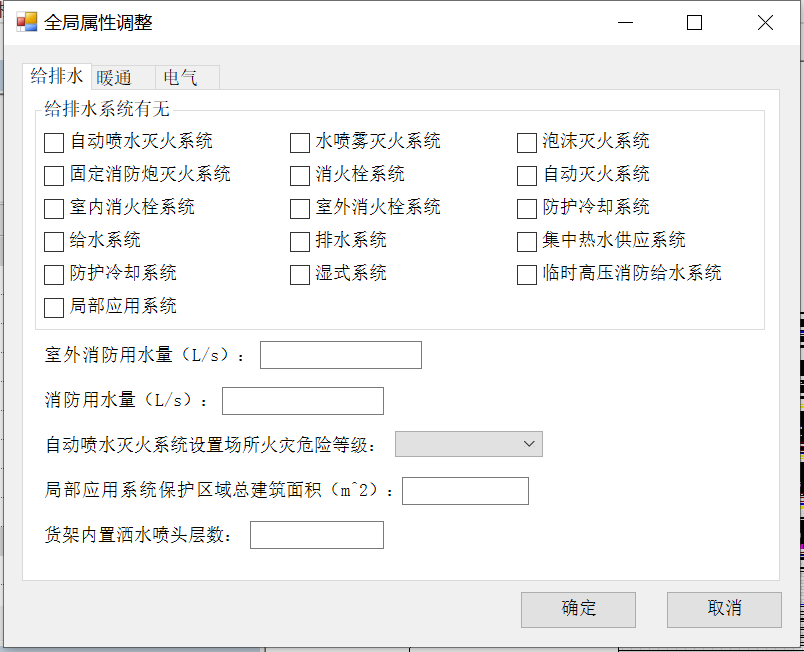 全局属性调整
给排水 暖通 电气
给排水系统有无
自动喷水灭火系统 水喷雾灭火系统 泡沫灭火系统
固定消防炮灭火系统 消火栓系统 自动灭火系统
室内消火栓系统 室外消火栓系统 防护冷却系统
给水系统 排水系统 集中热水供应系统
防护冷却系统 湿式系统 临时高压消防给水系统
局部应用系统
室外消防用水量（L/s）：
消防用水量（L/s）：
自动喷水灭火系统设置场所火灾危险等级：
局部应用系统保护区域总建筑面积（m^2）：
货架内置洒水喷头层数：
确定 取消